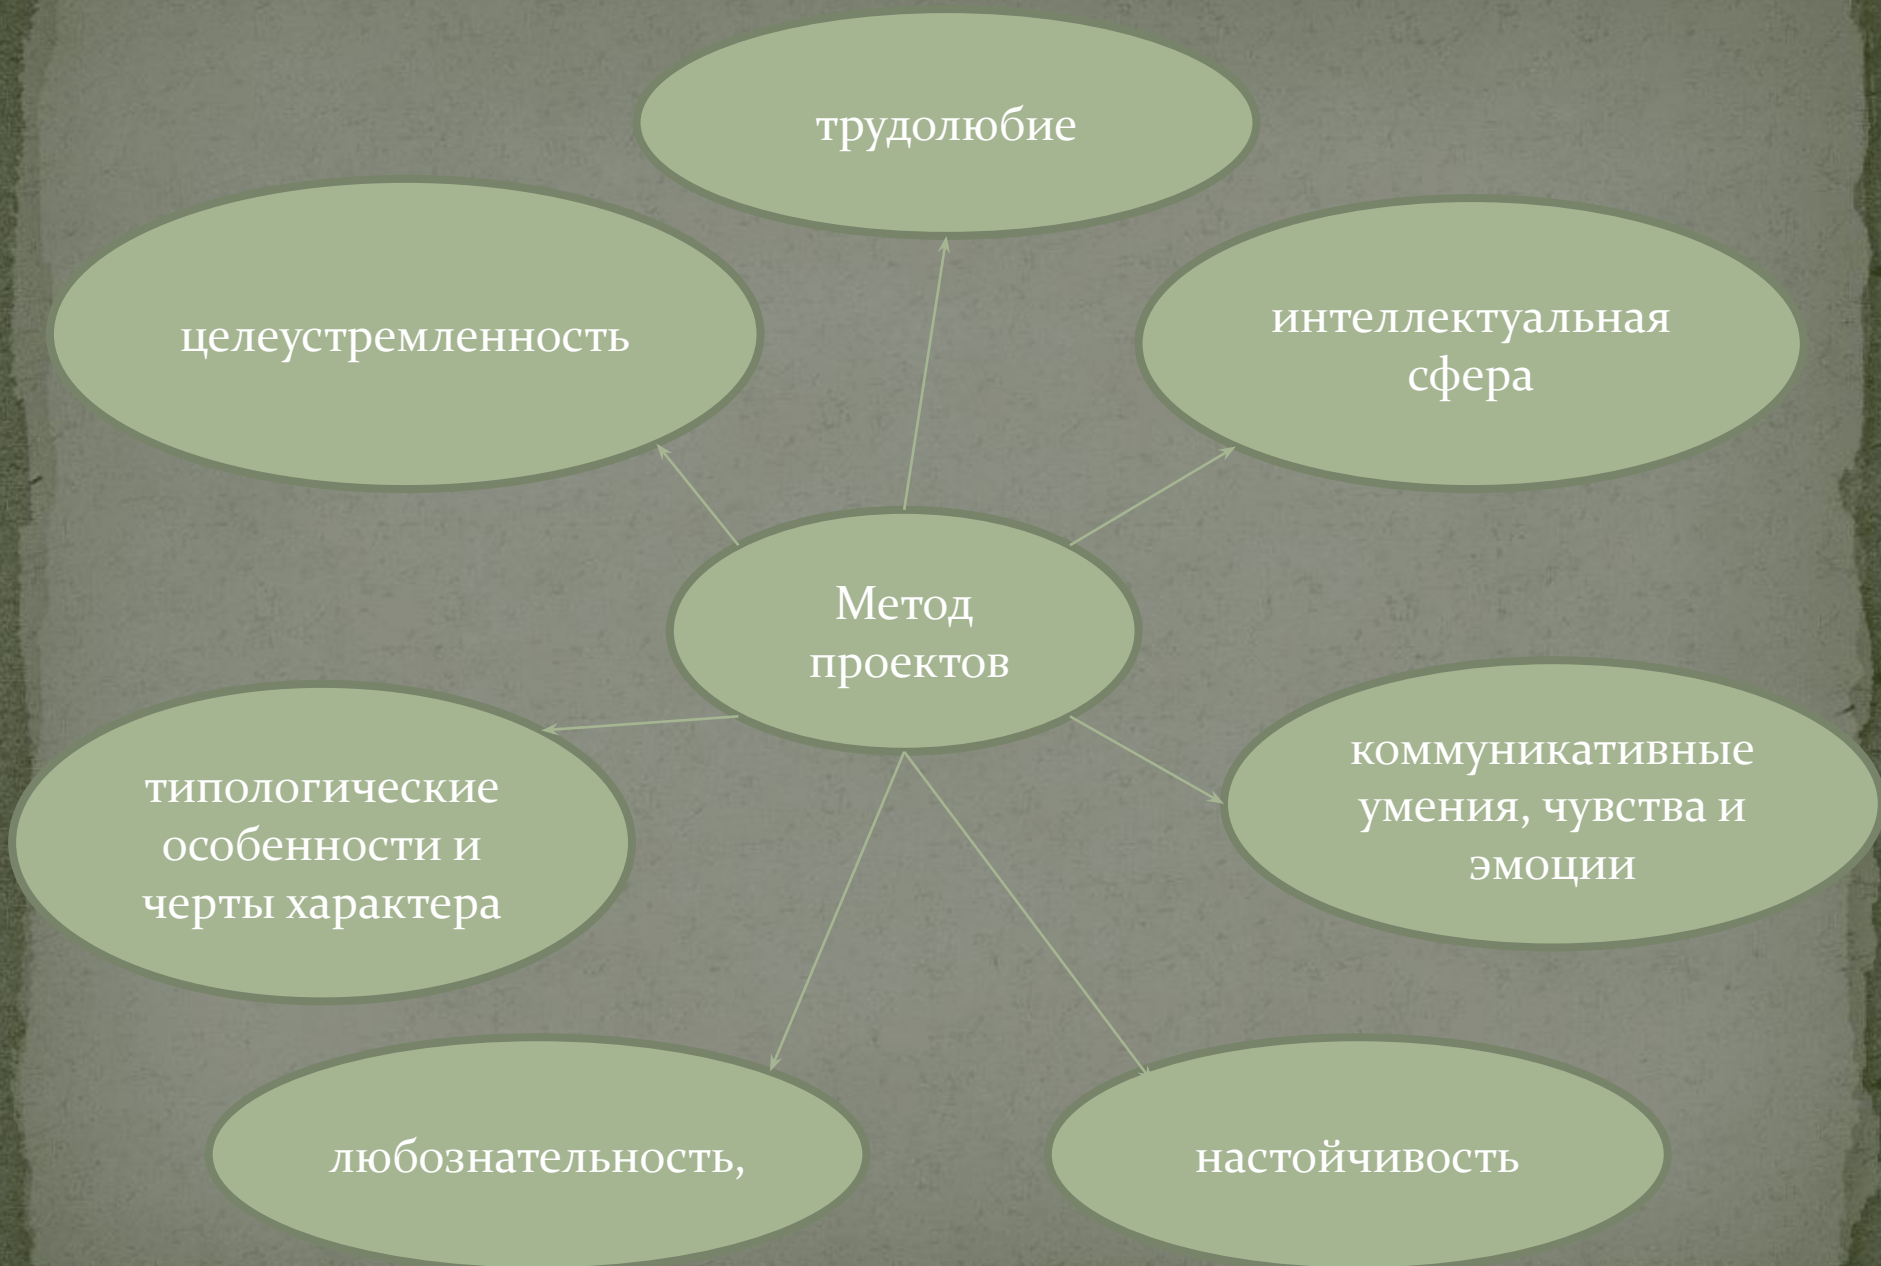 трудолюбие
целеустремленность
интеллектуальная
сфера
Метод
проектов
типологические
особенности и
черты характера
коммуникативные
умения, чувства и
эмоции
любознательность,
настойчивость